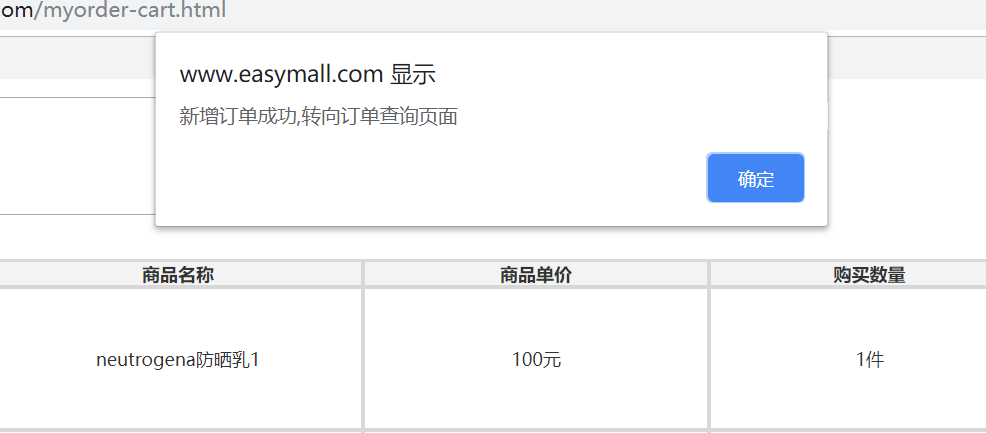 om/myorder-cart.html
www.easymall.com 显示
新增订单成功,转向订单查询页面
确定
商品名称 商品单价 购买数量
neutrogena防晒乳1 100元 1件